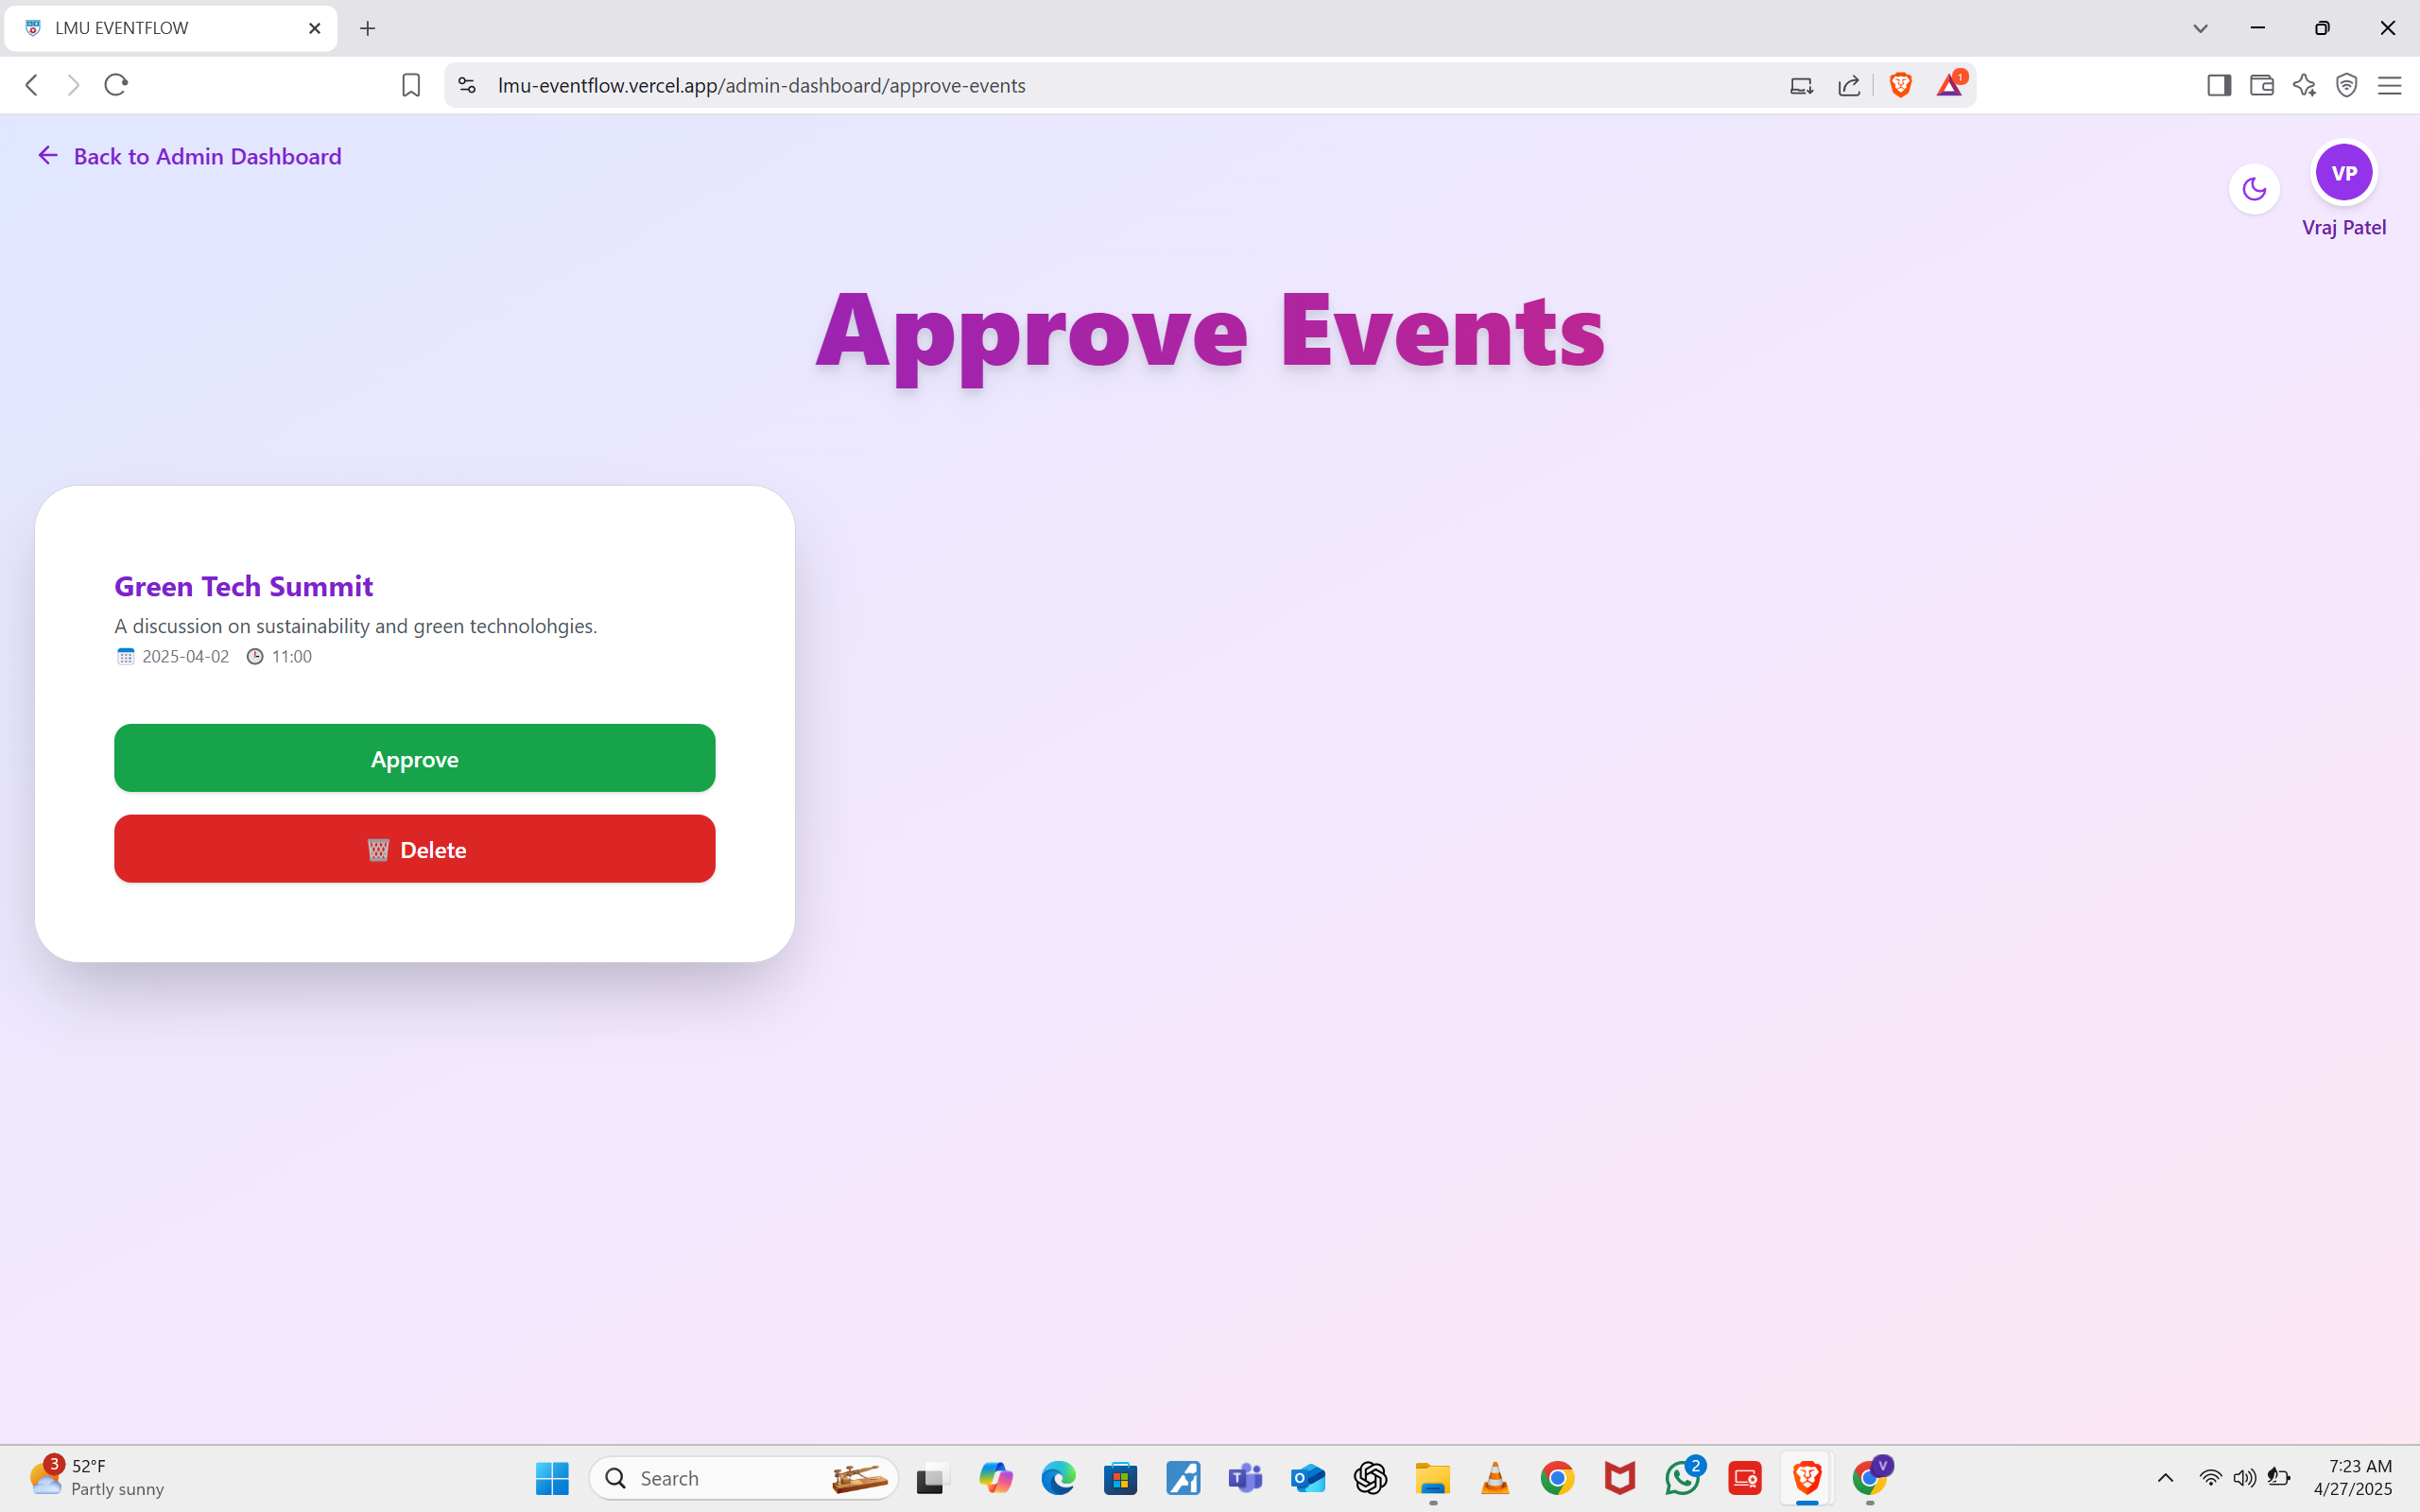 LMU EVENTFLOW
lmu-eventflow.vercel.app/admin-dashboard/approve-events
1
Back to Admin Dashboard
VP
Vraj Patel
Approve Events
Green Tech Summit
A discussion on sustainability and green technolohgies.
2025-04-02 11:00
Approve
Delete
3
52°F
Partly sunny
Search
2
V
7:23 AM
4/27/2025